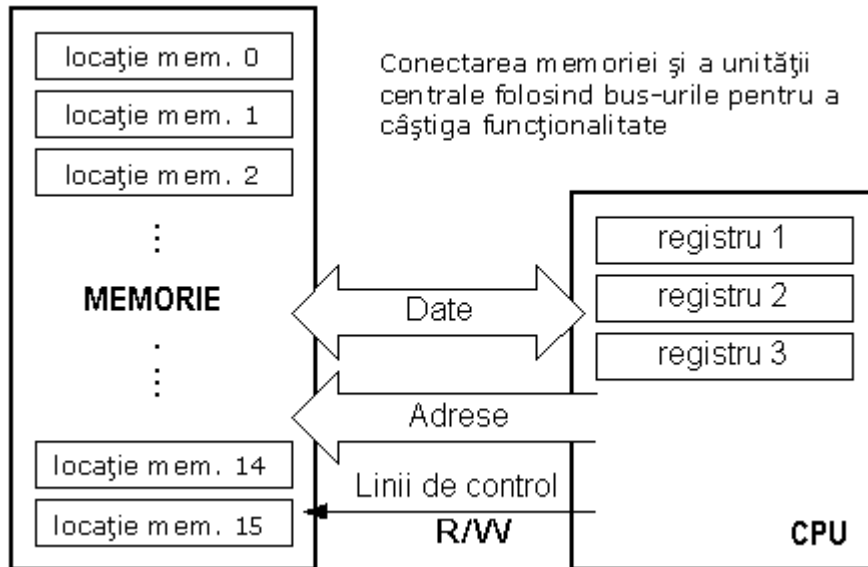 locaţie mem. 0
locaţie mem. 1
locaţie mem. 2
MEMORIE
locaţie mem. 14
locaţie mem. 15
Conectarea memoriei şi a unităţii
centrale folosind bus-urile pentru a
câştiga funcţionalitate
Date
Adrese
Linii de control
R/W
registru 1
registru 2
registru 3
CPU